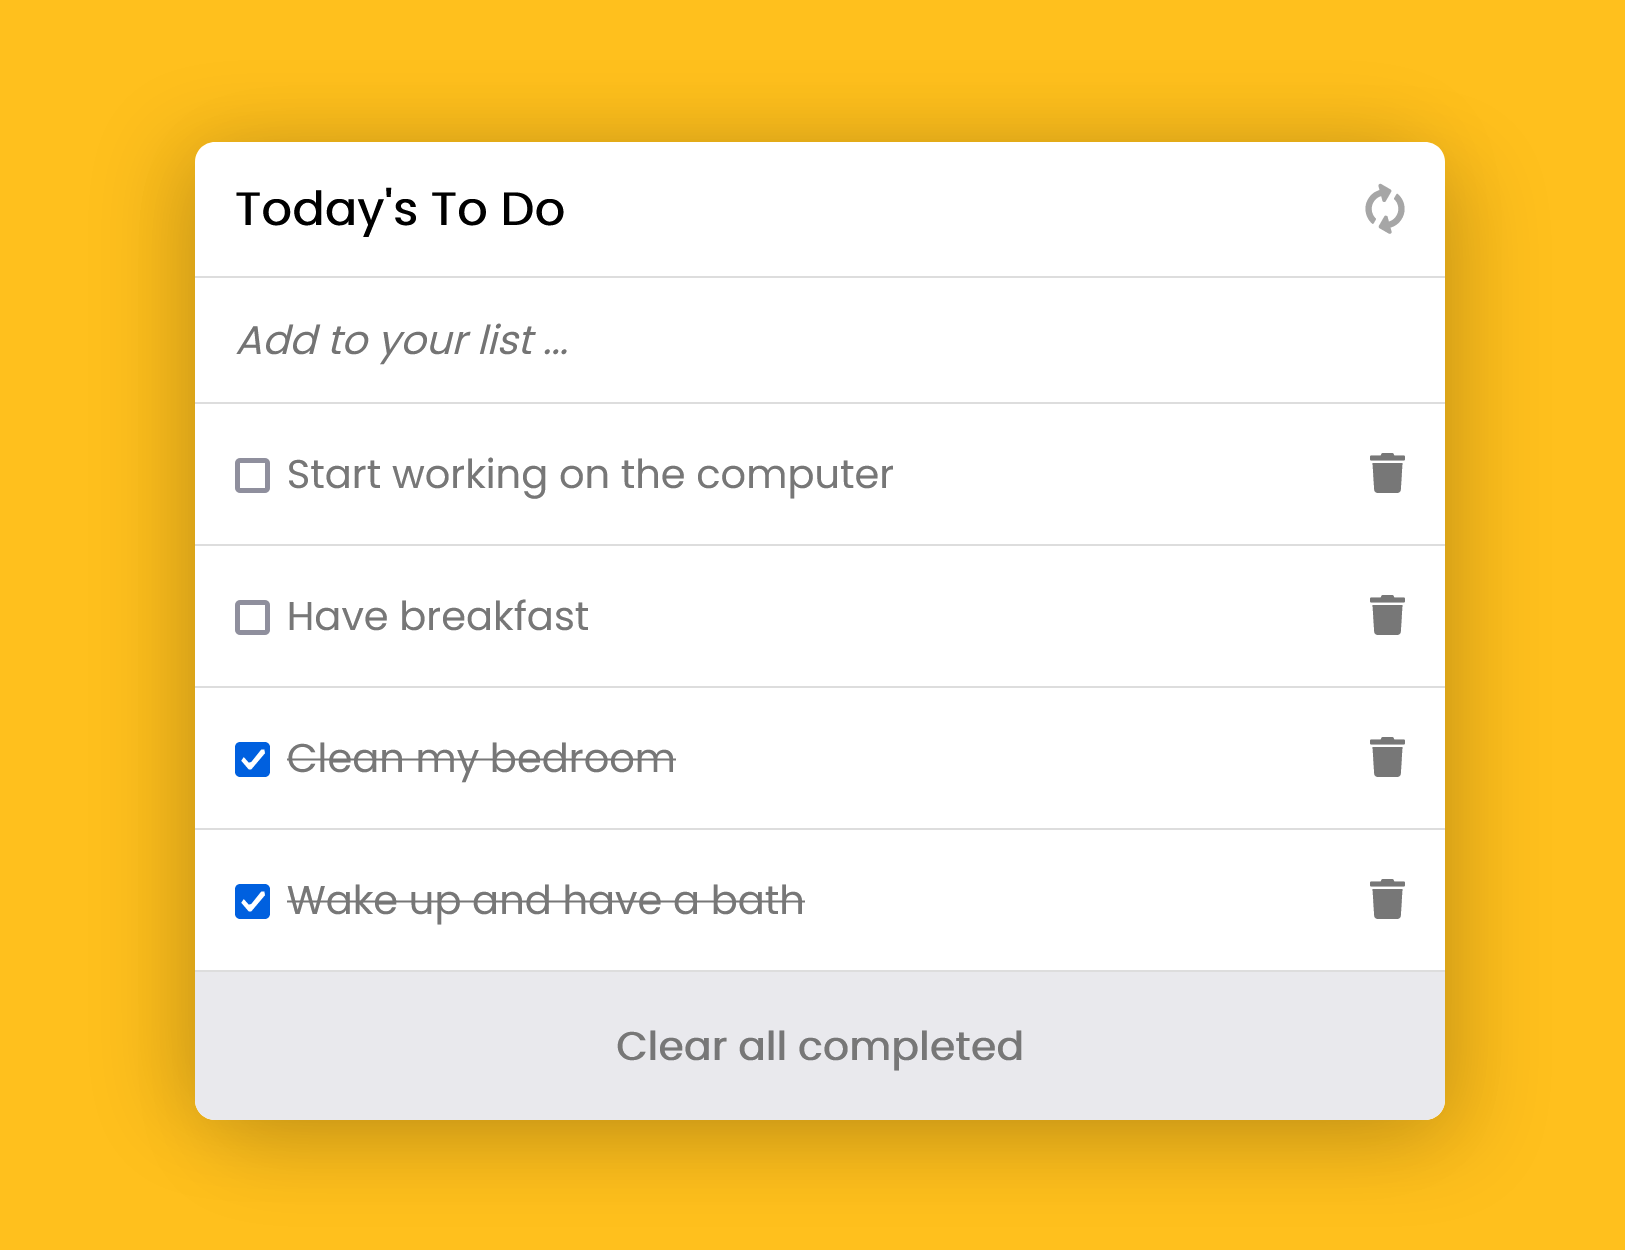 Today's To Do
Add to your list ...
Start working on the computer
Have breakfast
Clean my bedroom
Wake up and have a bath
Clear all completed